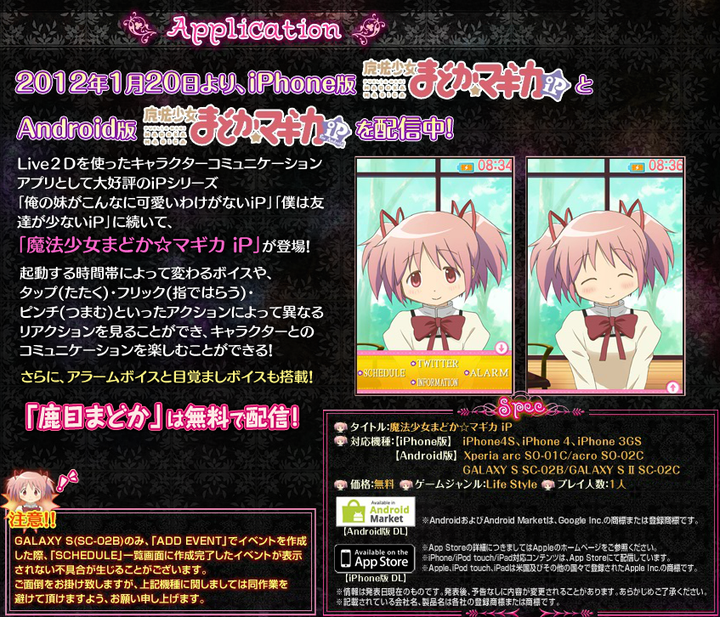 Application
2012年1月20日より、iPhone版 魔法少女まどか☆マギカ iP と
Android版 魔法少女まどか☆マギカ iP を配信中!
Live2Dを使ったキャラクターコミュニケーション
アプリとして大好評のiPシリーズ
「俺の妹がこんなに可愛いわけがないiP」「僕は友
達が少ないiP」に続いて、
「魔法少女まどか☆マギカ iP」が登場!
起動する時間帯によって変わるボイスや、
タップ(たたく)・フリック(指ではらう)・
ピンチ(つまむ)といったアクションによって異なる
リアクションを見ることができ、キャラクターとの
コミュニケーションを楽しむことができる!
さらに、アラームボイスと目覚ましボイスも搭載!
「鹿目まどか」は無料で配信!
08:34
TWITTER
SCHEDULE
ALARM
INFORMATION
08:36
注意!!
GALAXY S(SC-02B)のみ、「ADD EVENT」でイベントを作成
した際、「SCHEDULE」一覧画面に作成完了したイベントが表示
されない不具合が生じることがございます。
ご面倒をお掛け致しますが、上記機種に関しましては同作業を
避けて頂けますよう、お願い申し上げます。
Spec
タイトル:魔法少女まどか☆マギカ iP
対応機種:【iPhone版】 iPhone4S、iPhone 4、iPhone 3GS
【Android版】 Xperia arc SO-01C/acro SO-02C
GALAXY S SC-02B/GALAXY S II SC-02C
価格:無料 ゲームジャンル:Life Style プレイ人数:1人
Available in
Android
Market
【Android版 DL】
※AndroidおよびAndroid Marketは、Google Inc.の商標または登録商標です。
Available on the
App Store
【iPhone版 DL】
※App Storeの詳細につきましてはAppleのホームページをご参照ください。
※iPhone/iPod touch/iPad対応コンテンツは、App Storeにて配信しています。
※Apple、iPod touch、iPadは米国及びその他の国々で登録されたApple Inc.の商標です。
※情報は発表日現在のものです。発表後、予告なしに内容が変更されることがあります。あらかじめご了承ください。
※記載されている会社名、製品名は各社の登録商標または商標です。